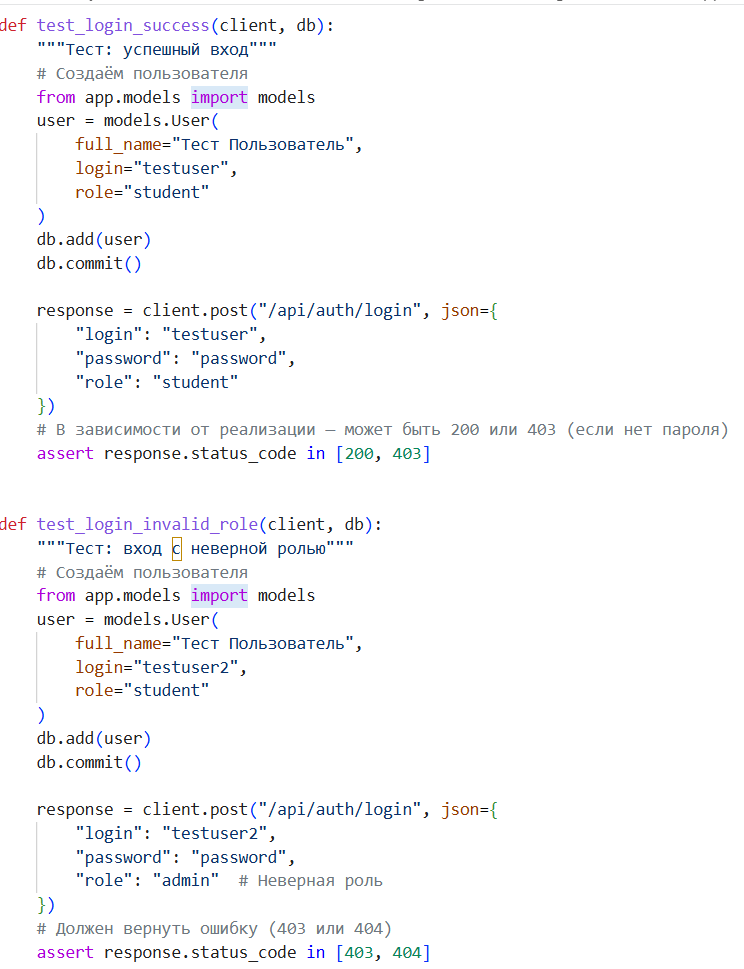 def test_login_success(client, db):
    """Тест: успешный вход"""
    # Создаём пользователя
    from app.models import models
    user = models.User(
        full_name="Тест Пользователь",
        login="testuser",
        role="student"
    )
    db.add(user)
    db.commit()

    response = client.post("/api/auth/login", json={
        "login": "testuser",
        "password": "password",
        "role": "student"
    })
    # В зависимости от реализации — может быть 200 или 403 (если нет пароля)
    assert response.status_code in [200, 403]


def test_login_invalid_role(client, db):
    """Тест: вход с неверной ролью"""
    # Создаём пользователя
    from app.models import models
    user = models.User(
        full_name="Тест Пользователь",
        login="testuser2",
        role="student"
    )
    db.add(user)
    db.commit()

    response = client.post("/api/auth/login", json={
        "login": "testuser2",
        "password": "password",
        "role": "admin"  # Неверная роль
    })
    # Должен вернуть ошибку (403 или 404)
    assert response.status_code in [403, 404]